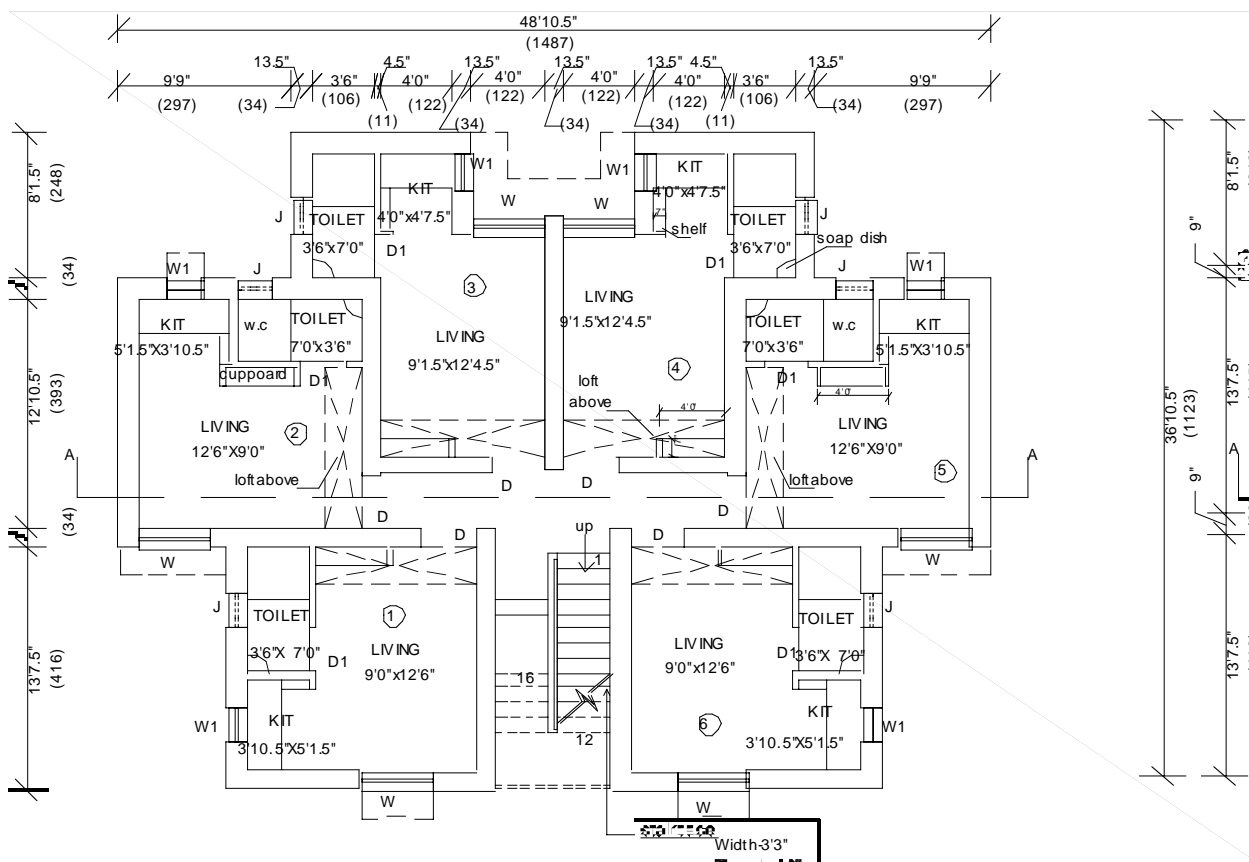 48'10.5"
(1487)
13.5" 4.5" 13.5" 13.5" 13.5" 4.5" 13.5"
9'9" 3'6" 4'0" 4'0" 4'0" 4'0" 3'6" 9'9"
(297) (34) (106) (122) (122) (122) (122) (106) (34) (297)
(11) (34) (34) (34) (11)
8'1.5"
(248)
(34)
12'10.5"
(393)
(34)
13'7.5"
(416)
W1 W1
KIT KIT
4'0"x4'7.5" 4'0"x4'7.5"
W W
J TOILET 7" TOILET J
shelf
3'6"x7'0" D1 D1 3'6"x7'0" soap dish
W1 J J W1
3 LIVING
9'1.5"x12'4.5"
LIVING
9'1.5"x12'4.5"
KIT w.c TOILET TOILET w.c KIT
5'1.5"X3'10.5" 7'0"x3'6" 7'0"x3'6" 5'1.5"X3'10.5"
cuppoard D1 4 D1
loft
above
4'0" 4'0"
LIVING 2 LIVING
12'6"X9'0" 12'6"X9'0"
A loft above loft above 5 A
D D
D D
D up D
W 1 W
J TOILET 1 TOILET J
3'6"X 7'0" D1 LIVING LIVING D1 3'6"X 7'0"
9'0"x12'6" 9'0"x12'6"
16
W1 KIT 6 KIT W1
3'10.5"X5'1.5" 12 3'10.5"X5'1.5"
W W
Width-3'3"
36'10.5"
(1123)
8'1.5"
9"
13'7.5"
A
9"
13'7.5"